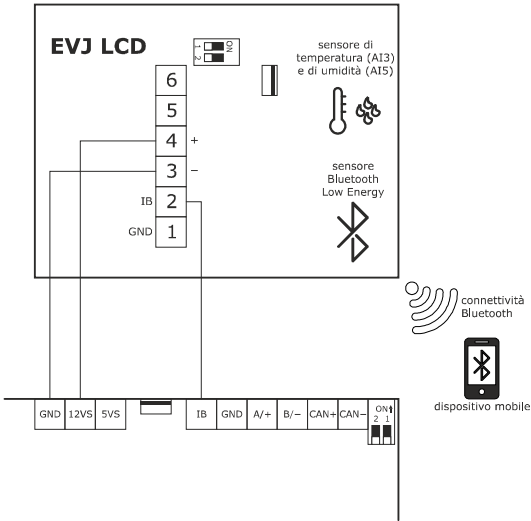 EVJ LCD
1
2
ON
sensore di
temperatura (AI3)
e di umidità (AI5)
6
5
4 +
3 −
IB 2
GND 1
sensore
Bluetooth
Low Energy
connettività
Bluetooth
dispositivo mobile
GND 12VS 5VS IB GND A/+ B/− CAN+ CAN−
ON
2 1